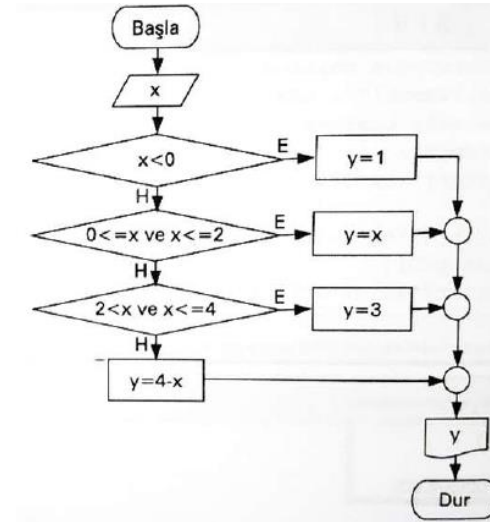 Başla
x
x<0
E
y=1
H
0<=x ve x<=2
E
y=x
H
2<x ve x<=4
E
y=3
H
y=4-x
y
Dur